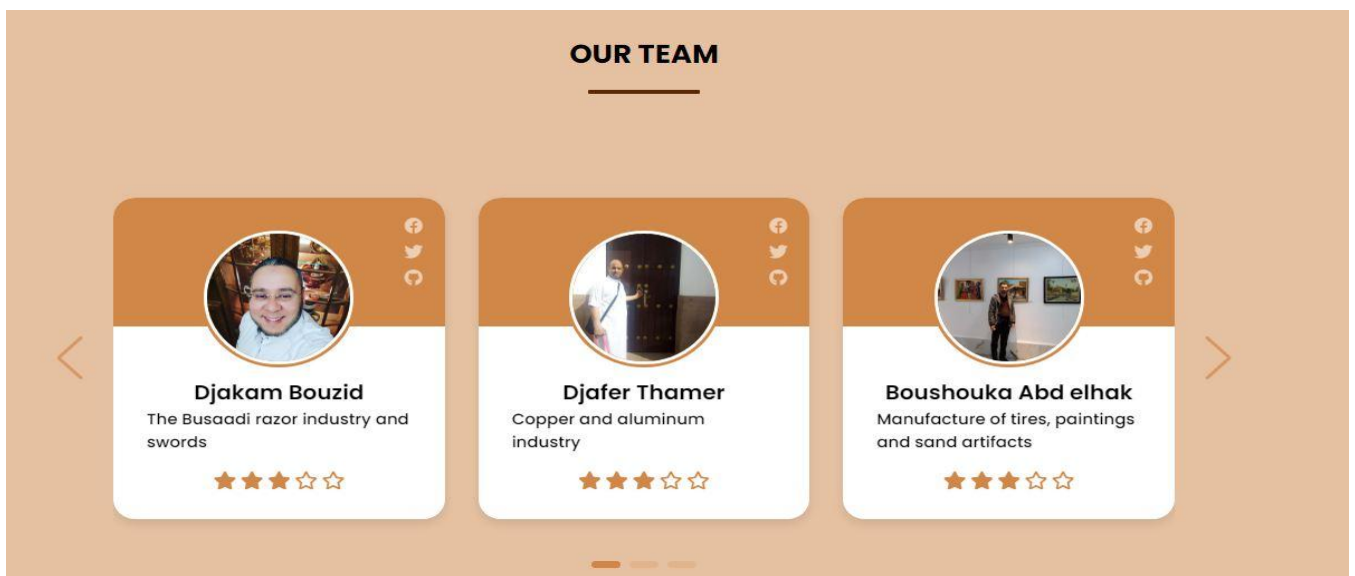 OUR TEAM
Djakam Bouzid
The Busaadi razor industry and
swords
Djafer Thamer
Copper and aluminum
industry
Boushouka Abd elhak
Manufacture of tires, paintings
and sand artifacts